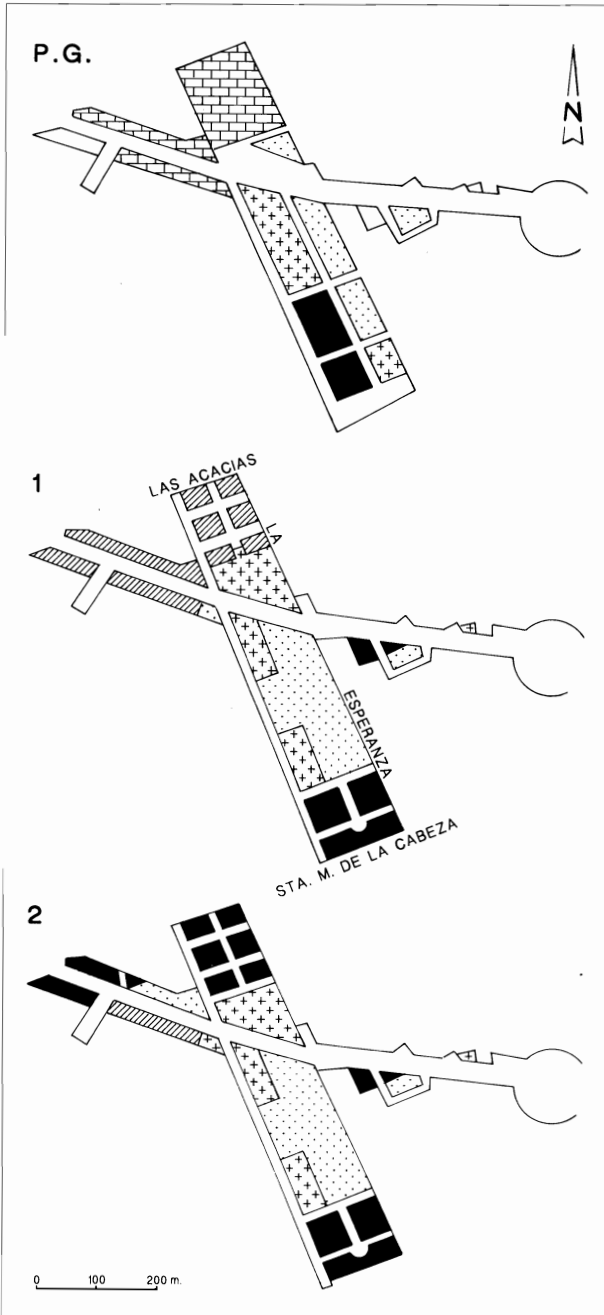 P.G.
N
1
LAS ACACIAS
LA
ESPERANZA
STA. M. DE LA CABEZA
2
0 100 200 m.